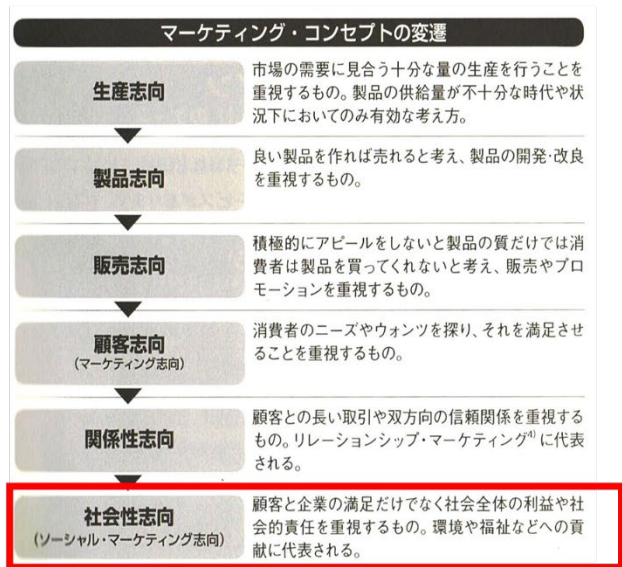 マーケティング・コンセプトの変遷
生産志向
市場の需要に見合う十分な量の生産を行うことを
重視するもの。製品の供給量が不十分な時代や状
況下においてのみ有効な考え方。
製品志向
良い製品を作れば売れると考え、製品の開発・改良
を重視するもの。
販売志向
積極的にアピールをしないと製品の質だけでは消
費者は製品を買ってくれないと考え、販売やプロ
モーションを重視するもの。
顧客志向
(マーケティング志向)
消費者のニーズやウォンツを探り、それを満足させ
ることを重視するもの。
関係性志向
顧客との長い取引や双方向の信頼関係を重視する
もの。リレーションシップ・マーケティング4)に代表
される。
社会性志向
(ソーシャル・マーケティング志向)
顧客と企業の満足だけでなく社会全体の利益や社
会的責任を重視するもの。環境や福祉などへの貢
献に代表される。